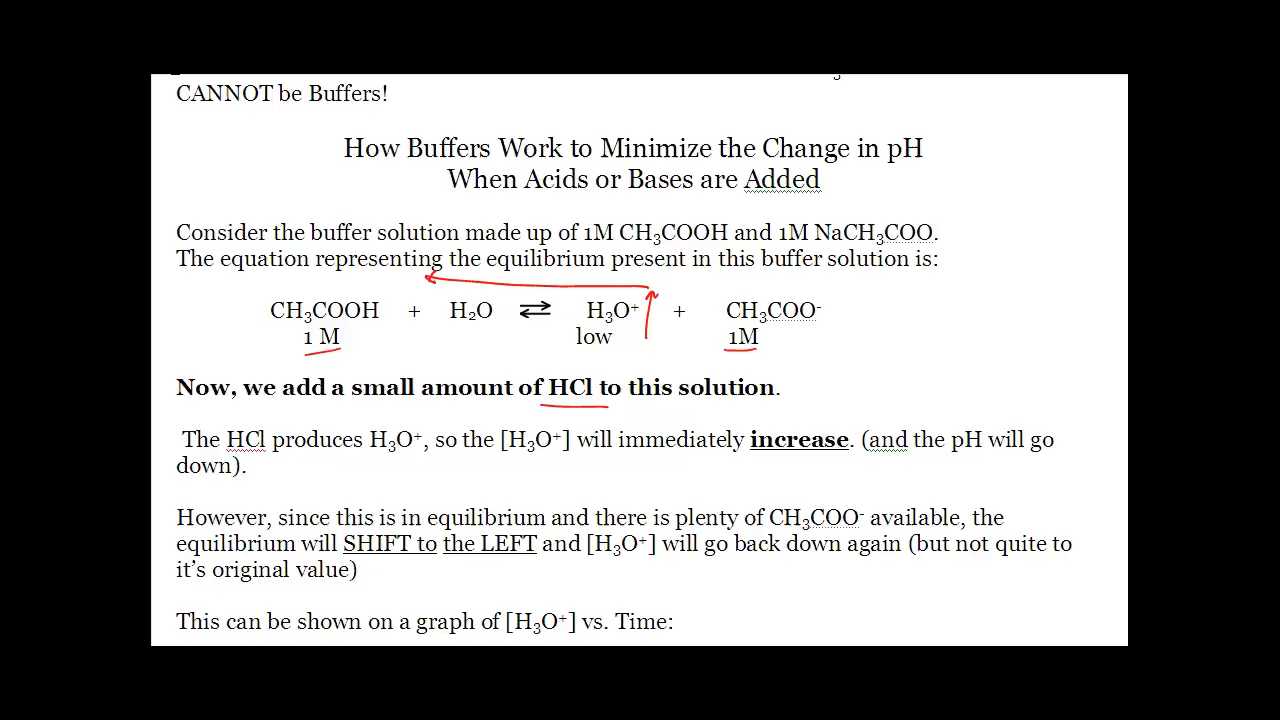 CANNOT be Buffers!
How Buffers Work to Minimize the Change in pH
When Acids or Bases are Added
Consider the buffer solution made up of 1M CH₃COOH and 1M NaCH₃COO.
The equation representing the equilibrium present in this buffer solution is:
CH₃COOH + H₂O ⇄ H₃O⁺ + CH₃COO⁻
1 M low 1M
Now, we add a small amount of HCl to this solution.
The HCl produces H₃O⁺, so the [H₃O⁺] will immediately increase. (and the pH will go
down).
However, since this is in equilibrium and there is plenty of CH₃COO⁻ available, the
equilibrium will SHIFT to the LEFT and [H₃O⁺] will go back down again (but not quite to
it's original value)
This can be shown on a graph of [H₃O⁺] vs. Time: